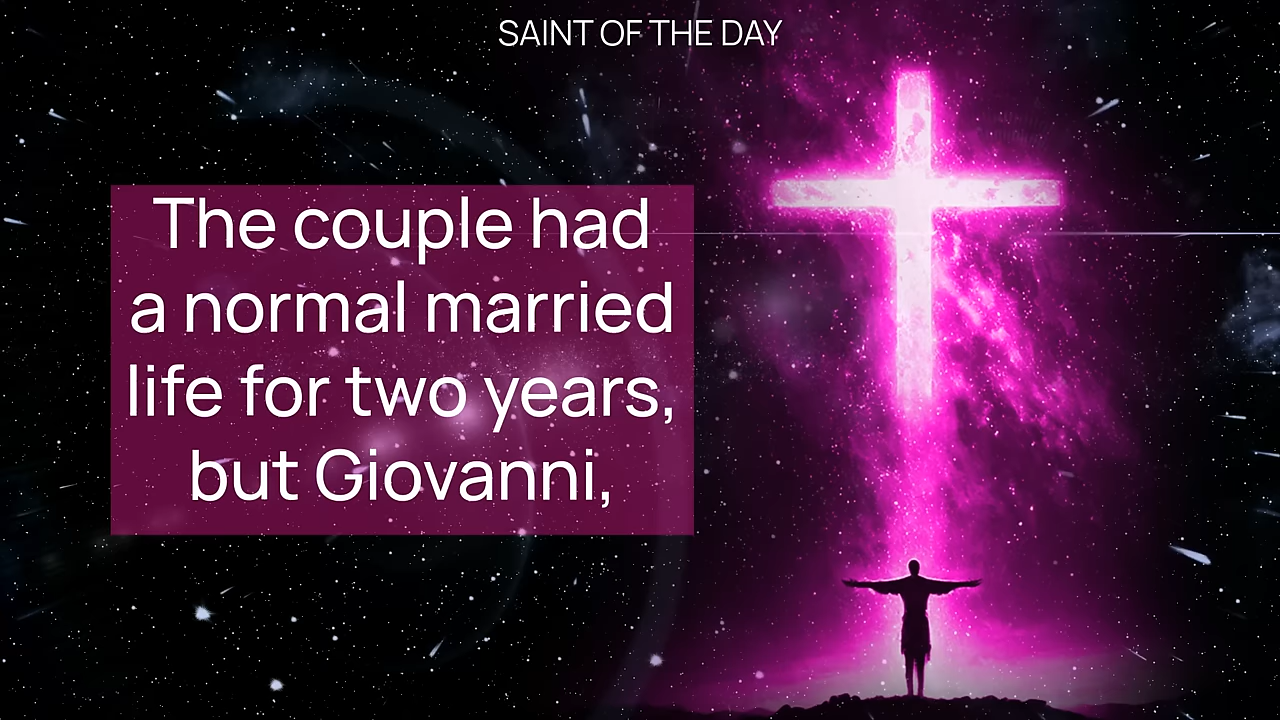 SAINT OF THE DAY
The couple had
a normal married
life for two years,
but Giovanni,